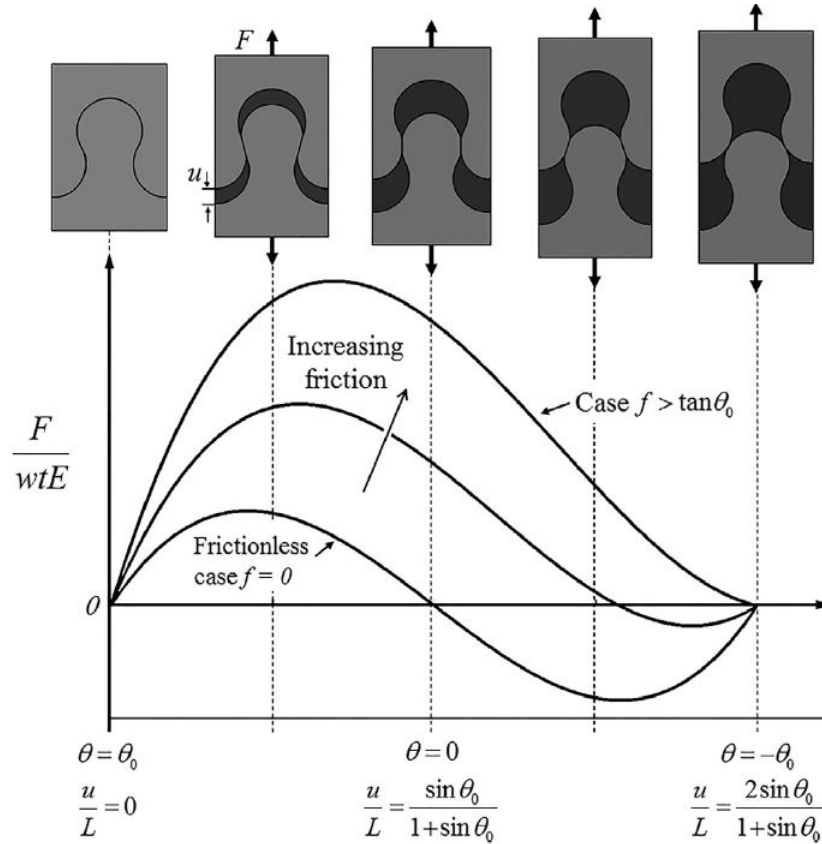 F
u
Increasing
friction
Case f > tanθ₀
F
wtE
Frictionless
case f = 0
0
θ = θ₀
θ = 0
θ = −θ₀
u/L = 0
u/L = sinθ₀/1+sinθ₀
u/L = 2sinθ₀/1+sinθ₀